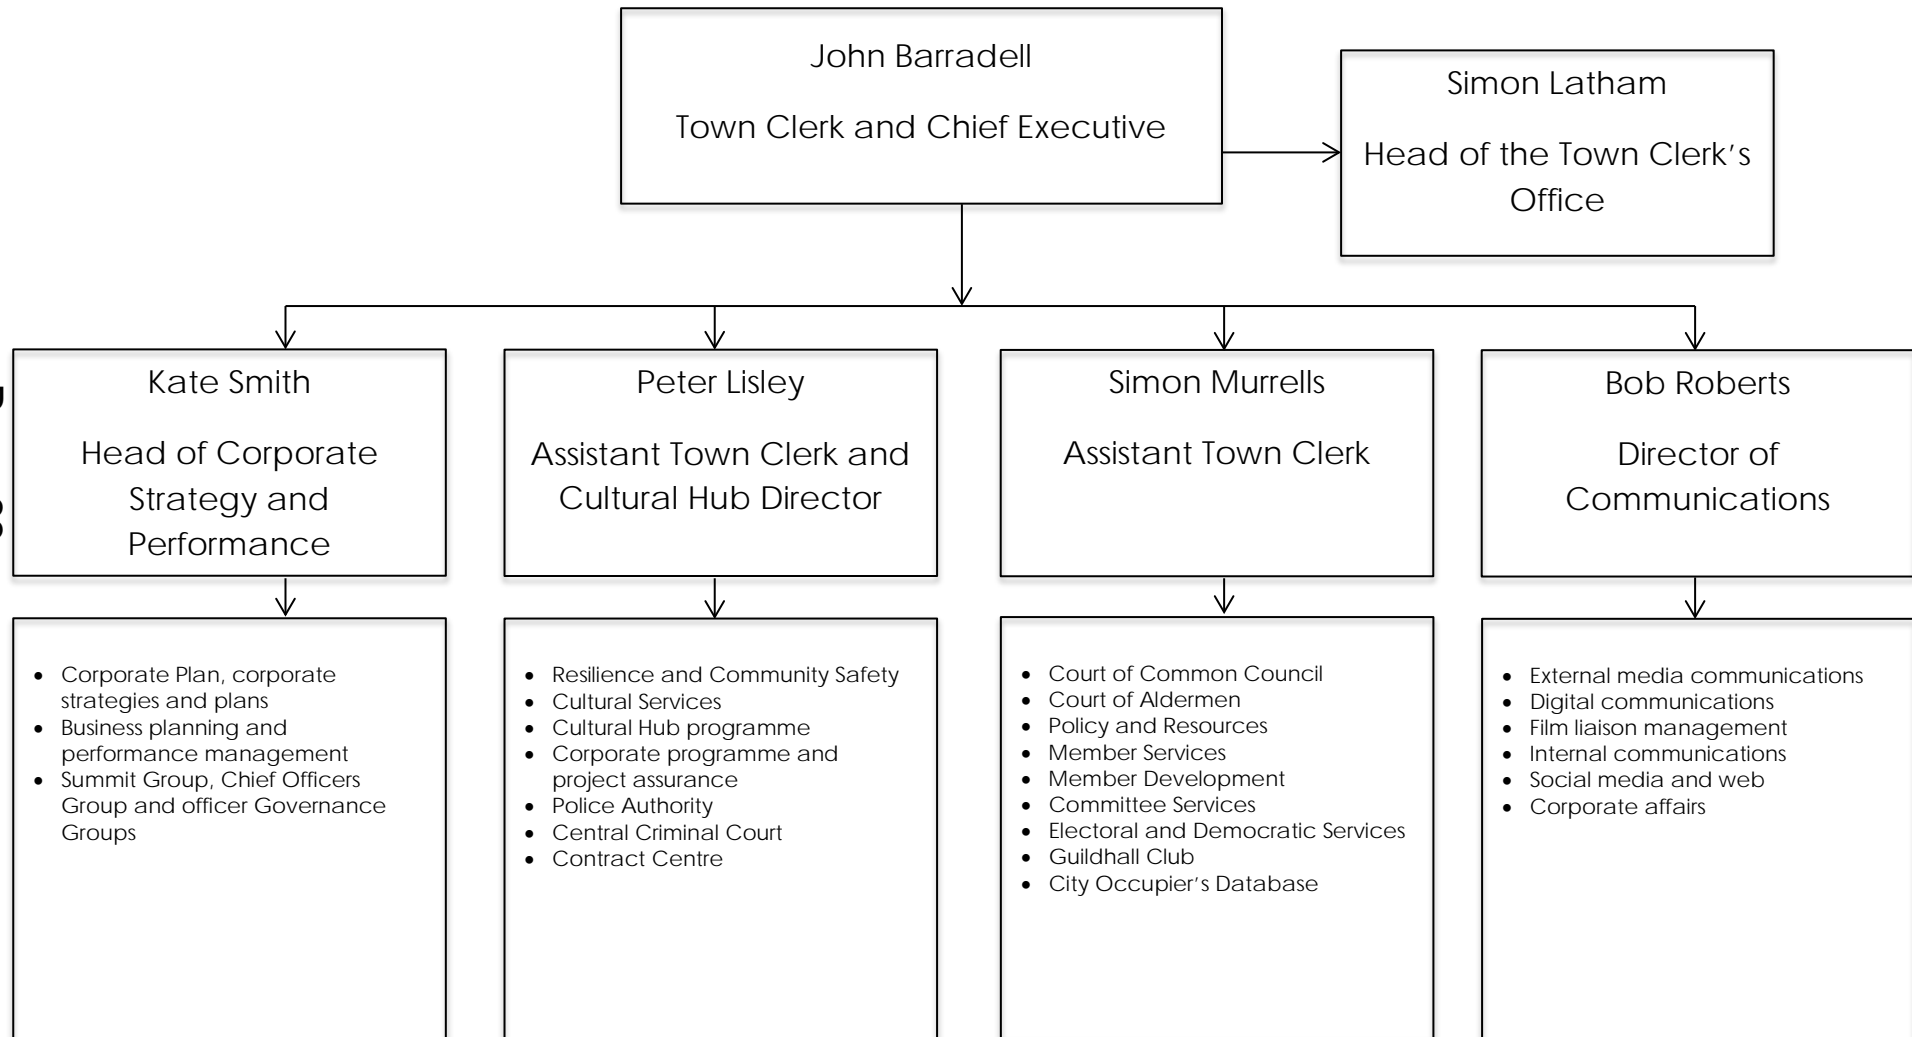 John Barradell
Town Clerk and Chief Executive
Simon Latham
Head of the Town Clerk’s
Office
Kate Smith
Head of Corporate
Strategy and
Performance
Peter Lisley
Assistant Town Clerk and
Cultural Hub Director
Simon Murrells
Assistant Town Clerk
Bob Roberts
Director of
Communications
• Corporate Plan, corporate
strategies and plans
• Business planning and
performance management
• Summit Group, Chief Officers
Group and officer Governance
Groups
• Resilience and Community Safety
• Cultural Services
• Cultural Hub programme
• Corporate programme and
project assurance
• Police Authority
• Central Criminal Court
• Contract Centre
• Court of Common Council
• Court of Aldermen
• Policy and Resources
• Member Services
• Member Development
• Committee Services
• Electoral and Democratic Services
• Guildhall Club
• City Occupier’s Database
• External media communications
• Digital communications
• Film liaison management
• Internal communications
• Social media and web
• Corporate affairs